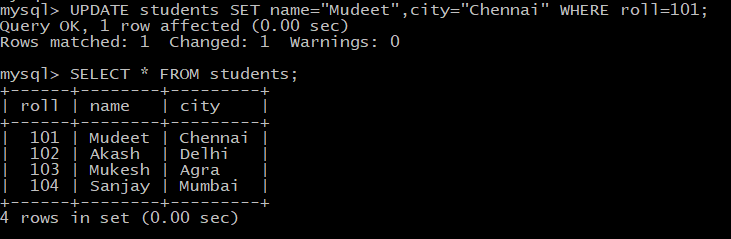 mysql> UPDATE students SET name="Mudeet",city="Chennai" WHERE roll=101;
Query OK, 1 row affected (0.00 sec)
Rows matched: 1  Changed: 1  Warnings: 0
mysql> SELECT * FROM students;
+------+--------+---------+
| roll | name   | city    |
+------+--------+---------+
|  101 | Mudeet | Chennai |
|  102 | Akash  | Delhi   |
|  103 | Mukesh | Agra    |
|  104 | Sanjay | Mumbai  |
+------+--------+---------+
4 rows in set (0.00 sec)